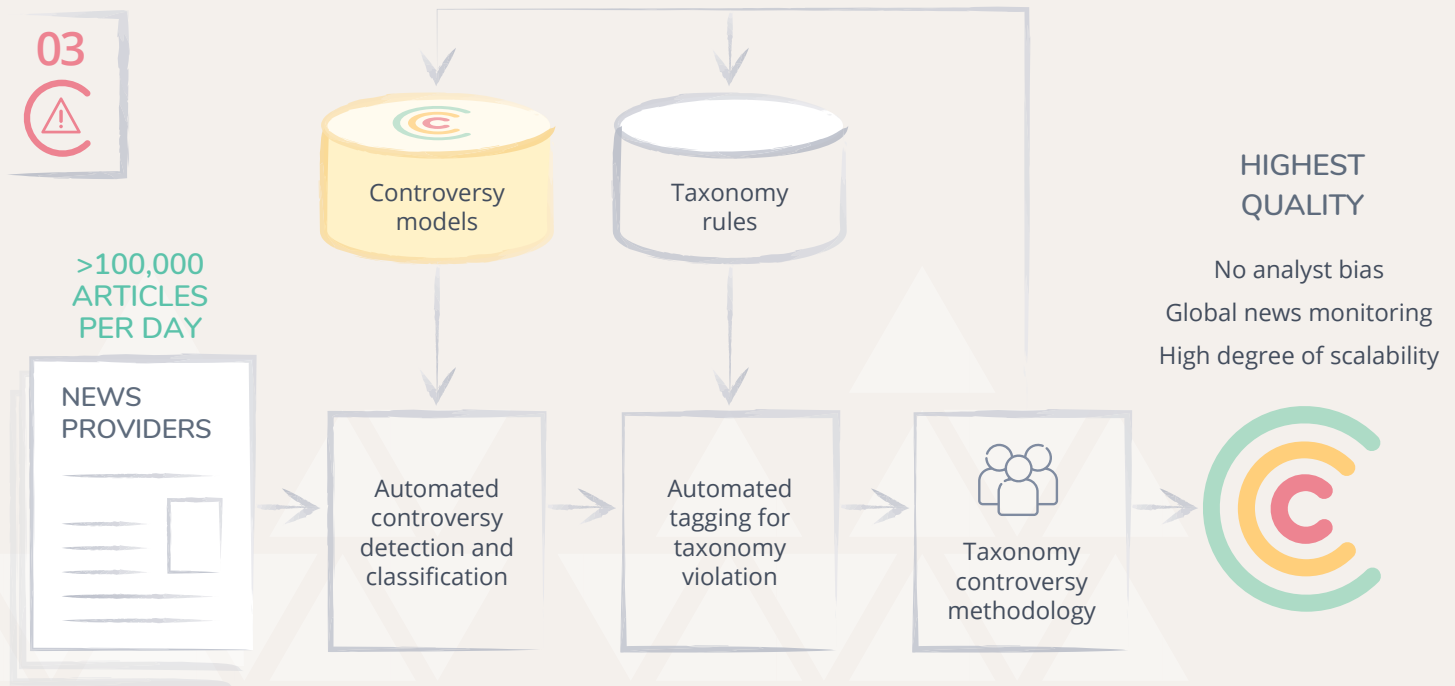 03
Controversy
models
Taxonomy
rules
HIGHEST
QUALITY
No analyst bias
Global news monitoring
High degree of scalability
>100,000
ARTICLES
PER DAY
NEWS
PROVIDERS
Automated
controversy
detection and
classification
Automated
tagging for
taxonomy
violation
Taxonomy
controversy
methodology